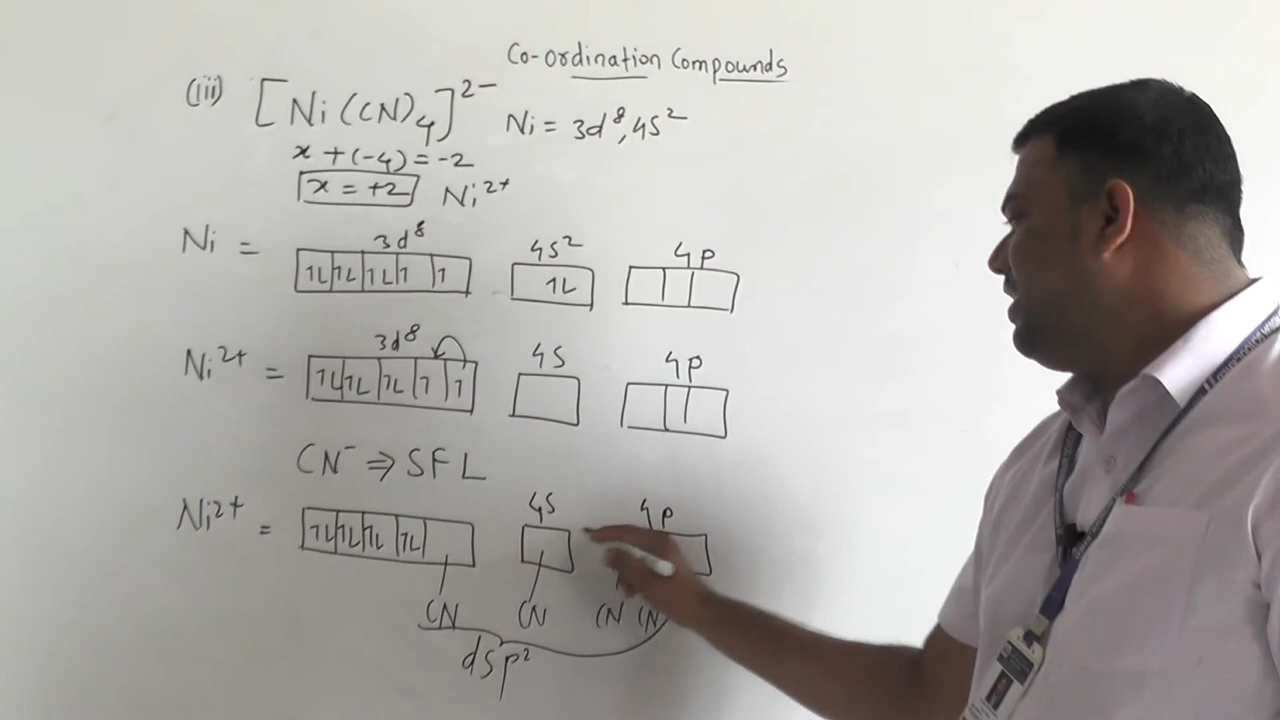 Co-ordination Compounds
(iii) [Ni(CN)₄]²⁻ Ni = 3d⁸, 4S²
x + (-4) = -2
x = +2 Ni²⁺
3d⁸ 4S² 4p
Ni = 1L 1L 1L 1 1 1L
3d⁸ 4S 4p
Ni²⁺ = 1L 1L 1L 1 1
CN⁻ ⇒ SFL
4S 4p
Ni²⁺ = 1L 1L 1L 1L
CN CN CN CN
dsp²